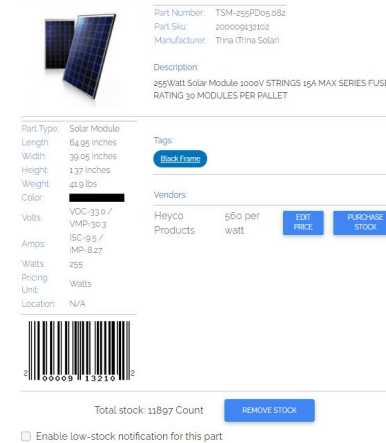 Part Number: TSM-255PD05.082
Part Sku: 200009132102
Manufacturer: Trina (Trina Solar)
Description:
255Watt Solar Module 1000V STRINGS 15A MAX SERIES FUSE
RATING 30 MODULES PER PALLET
Part Type: Solar Module
Length: 64.95 Inches
Width: 39.05 Inches
Height: 1.37 Inches
Weight: 41.9 lbs
Color:
Volts: VOC-33.0 /
VMP-30.3
Amps: ISC-9.5 /
IMP-8.27
Watts: 255
Pricing
Unit: Watts
Location: N/A
Tags:
Black Frame
Vendors:
Heyco
Products
560 per
watt
EDIT
PRICE
PURCHASE
STOCK
2 00009 13210 2
Total stock: 11897 Count
REMOVE STOCK
Enable low-stock notification for this part